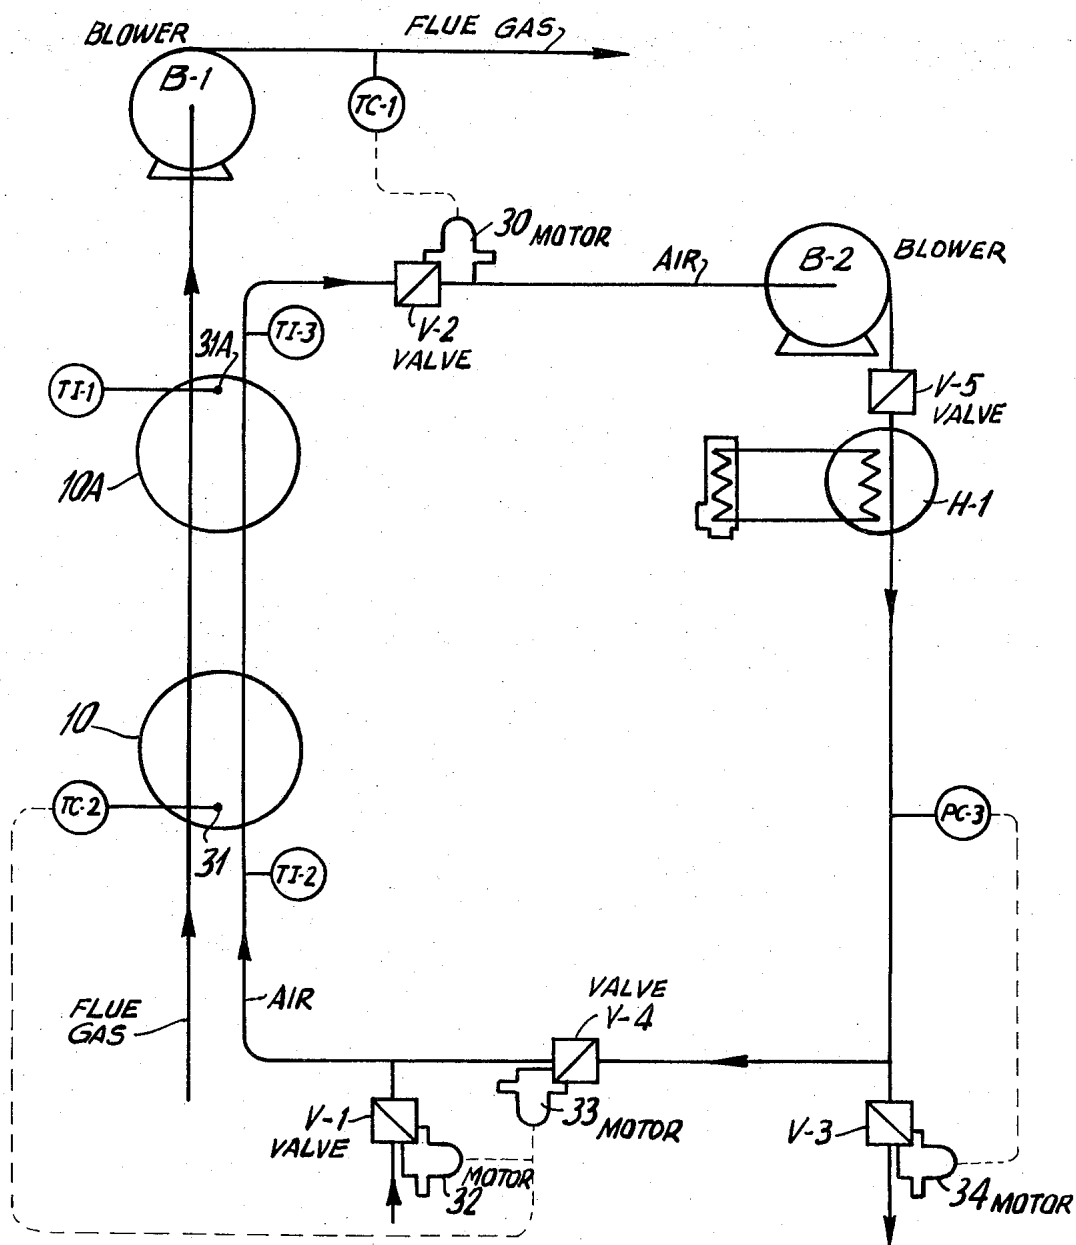 BLOWER
FLUE GAS
B-1
TC-1
30 MOTOR
AIR
B-2
BLOWER
TI-3
V-2
VALVE
31A
TI-1
V-5
VALVE
10A
H-1
10
TC-2
31
TI-2
PC-3
AIR
FLUE
GAS
VALVE
V-4
33 MOTOR
V-1
VALVE
MOTOR
32
V-3
34 MOTOR